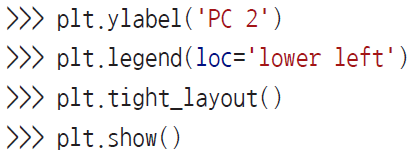 >>> plt.ylabel('PC 2')
>>> plt.legend(loc='lower left')
>>> plt.tight_layout()
>>> plt.show()